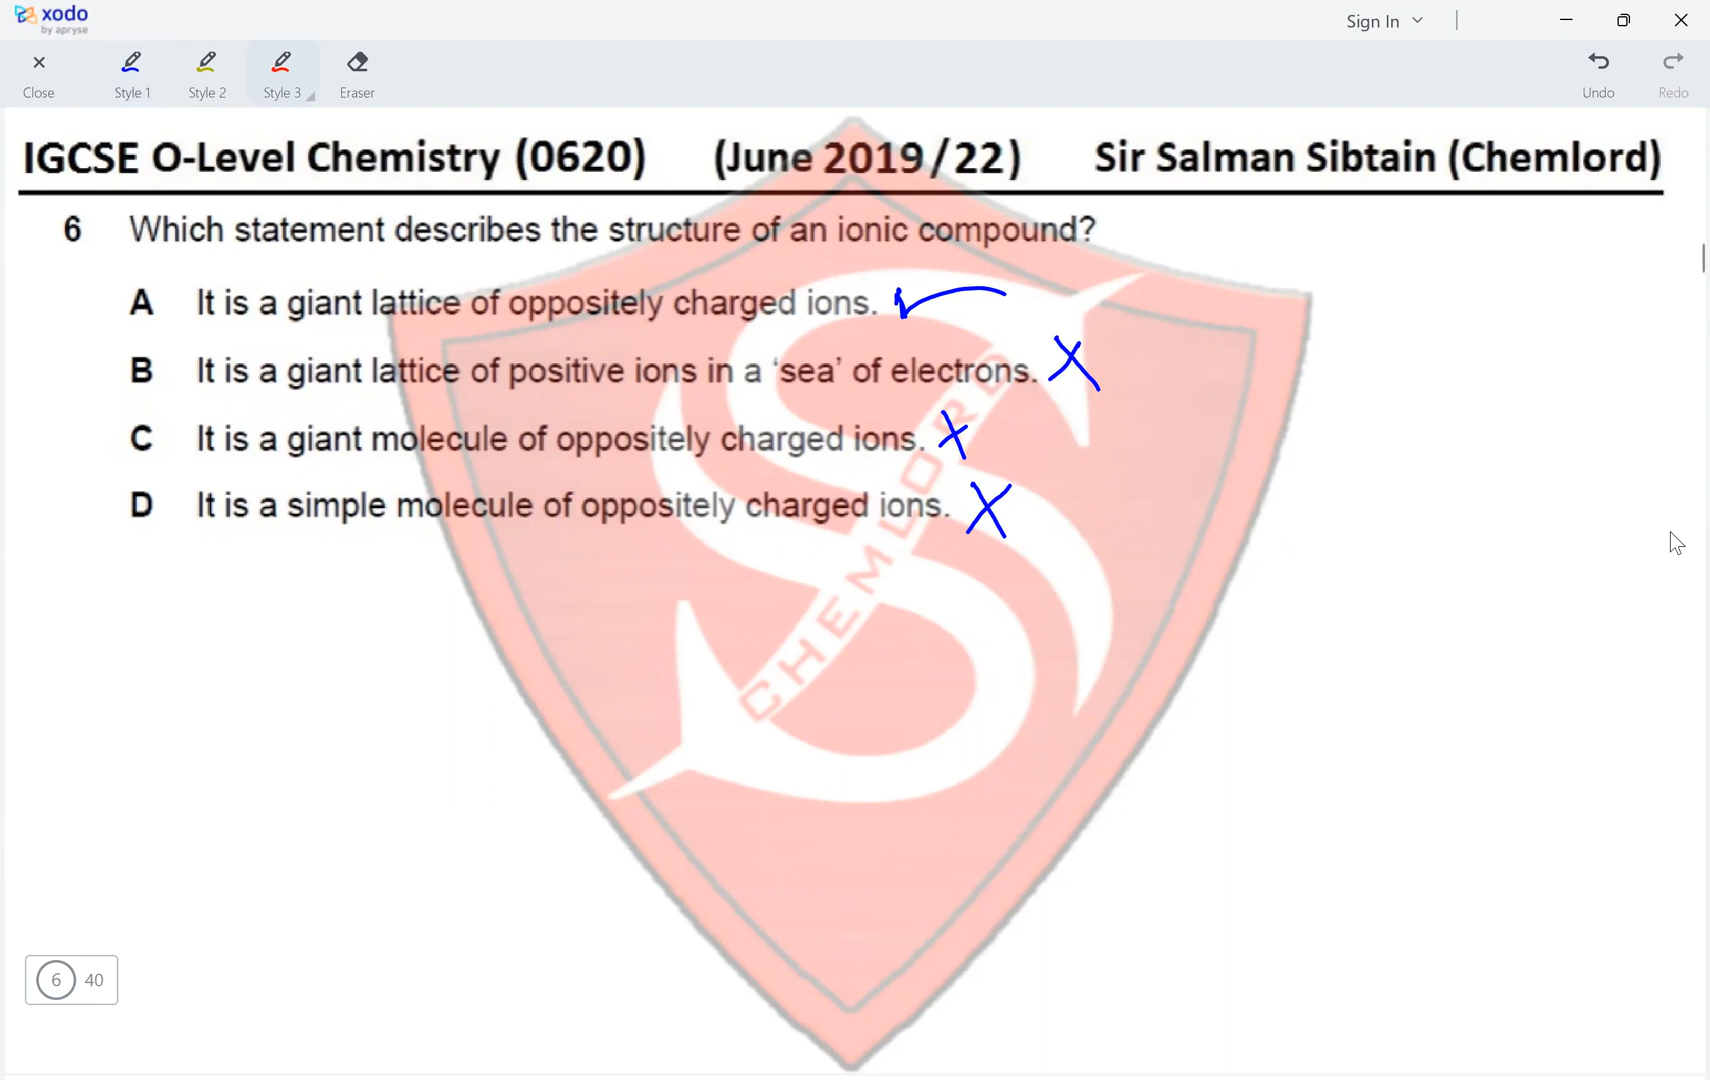 xodo
by apryse
Sign In
Close
Style 1
Style 2
Style 3
Eraser
Undo
Redo
IGCSE O-Level Chemistry (0620) (June 2019/22) Sir Salman Sibtain (Chemlord)
6 Which statement describes the structure of an ionic compound?
A It is a giant lattice of oppositely charged ions.
B It is a giant lattice of positive ions in a ‘sea’ of electrons.
C It is a giant molecule of oppositely charged ions.
D It is a simple molecule of oppositely charged ions.
CHEMLORD
6 40